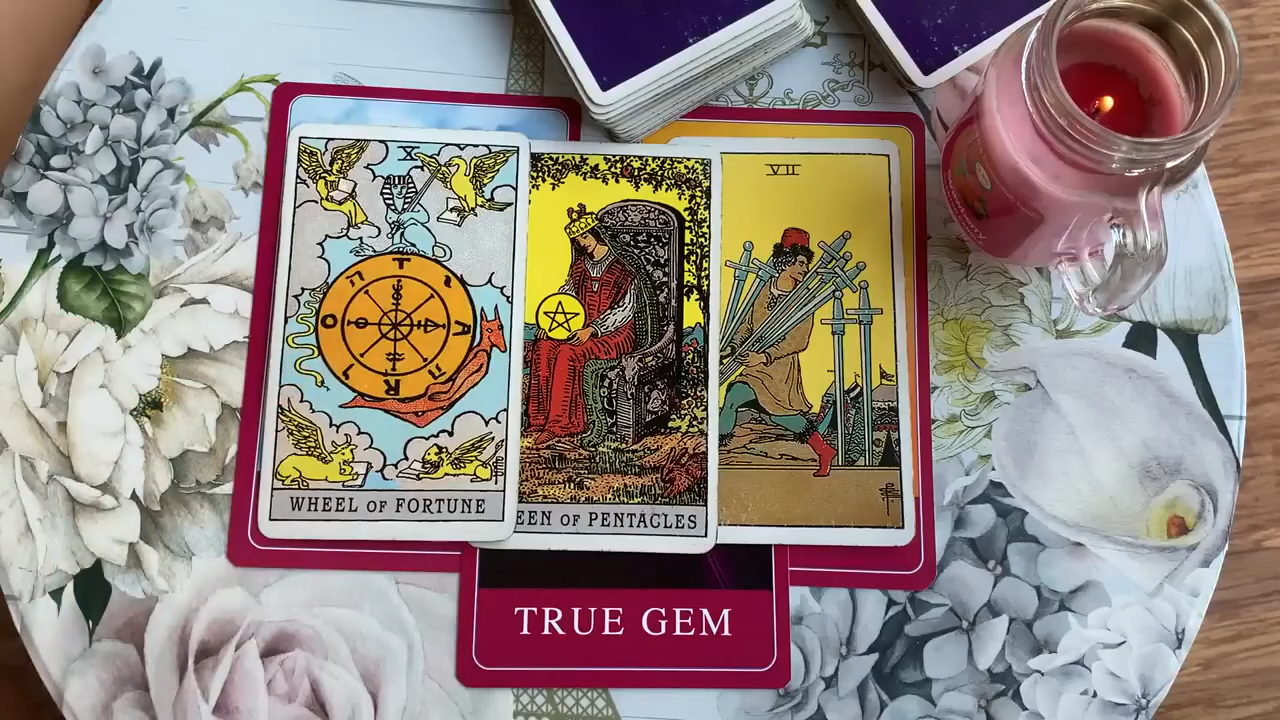 X
VII
WHEEL OF FORTUNE
EEN OF PENTACLES
TRUE GEM